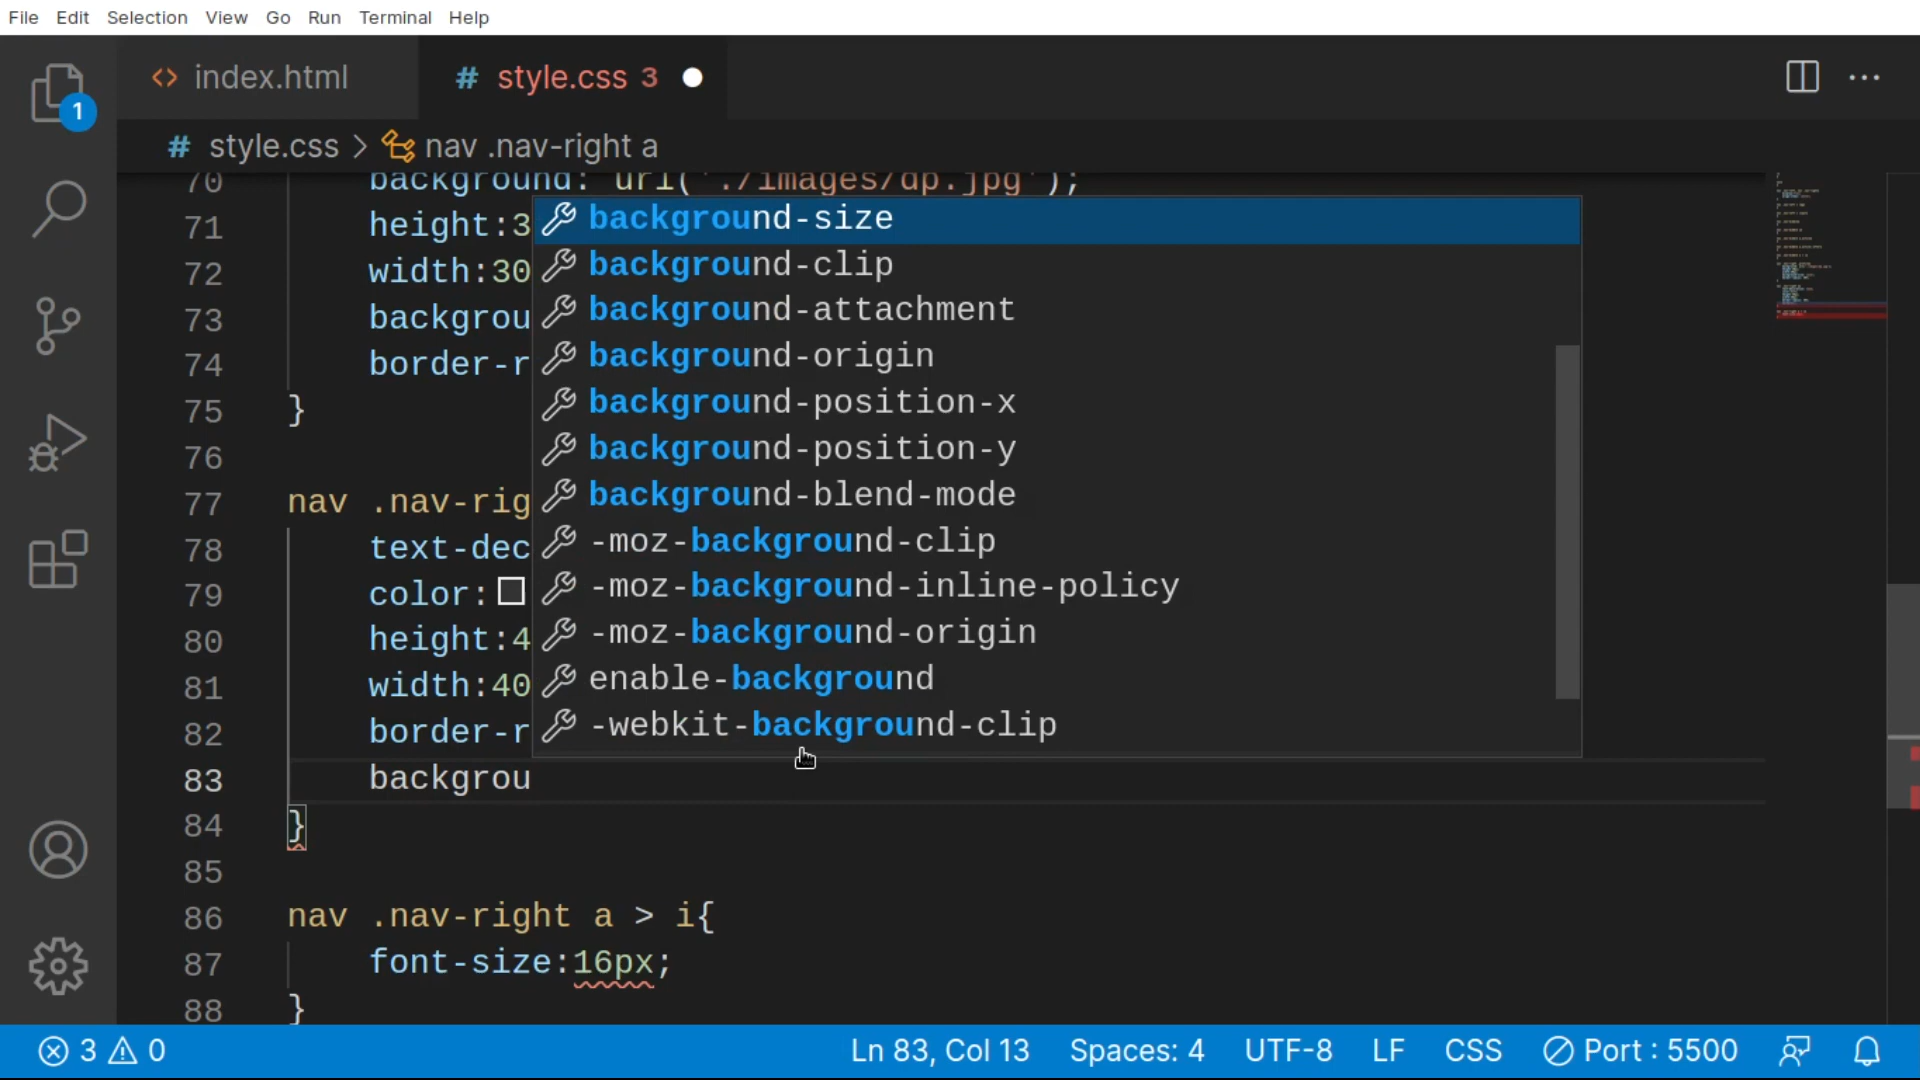 File Edit Selection View Go Run Terminal Help
1
<> index.html
# style.css 3
# style.css > nav .nav-right a
70 background: url('./images/dp.jpg');
71 height:3
72 width:30
73 backgrou
74 border-r
75 }
76
77 nav .nav-rig
78 text-dec
79 color:
80 height:4
81 width:40
82 border-r
83 backgrou
84 }
85
86 nav .nav-right a > i{
87 font-size:16px;
88 }
background-size
background-clip
background-attachment
background-origin
background-position-x
background-position-y
background-blend-mode
-moz-background-clip
-moz-background-inline-policy
-moz-background-origin
enable-background
-webkit-background-clip
3 0 Ln 83, Col 13 Spaces: 4 UTF-8 LF CSS Port : 5500